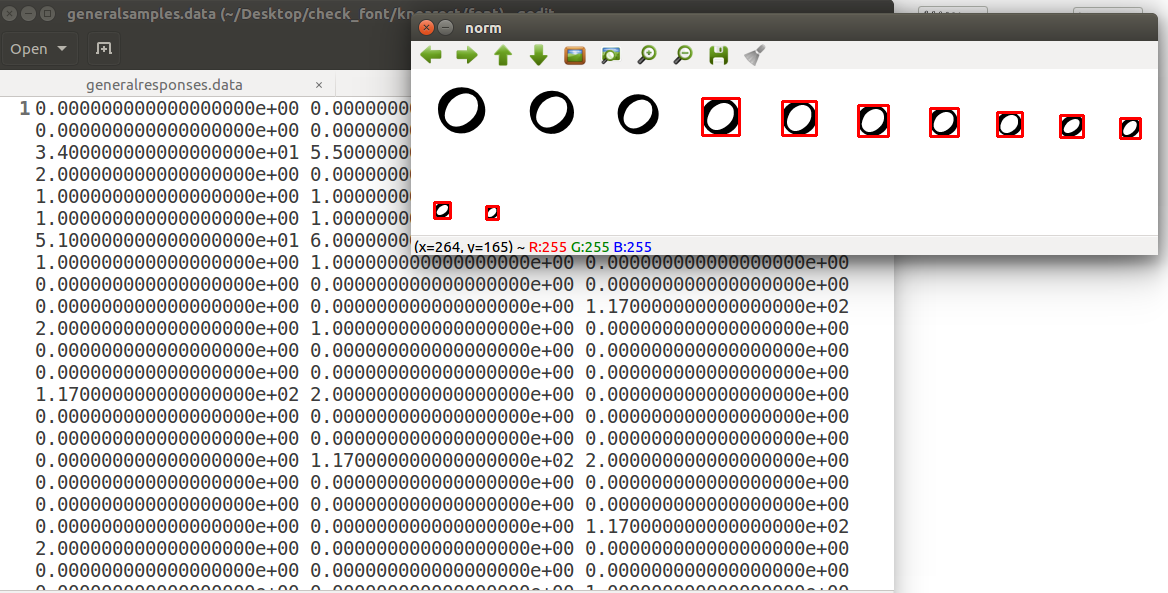 generalsamples.data (~/Desktop/check_font/knearest/font) - gedit
norm
Open
generalresponses.data ×
1 0.000000000000000000e+00 0.0000000
0.000000000000000000e+00 0.0000000
3.400000000000000000e+01 5.5000000
2.000000000000000000e+00 0.0000000
1.000000000000000000e+00 1.0000000
1.000000000000000000e+00 0.0000000
5.100000000000000000e+01 6.0000000
(x=264, y=165) ~ R:255 G:255 B:255
1.000000000000000000e+00 1.000000000000000000e+00 0.000000000000000000e+00
0.000000000000000000e+00 0.000000000000000000e+00 0.000000000000000000e+00
0.000000000000000000e+00 0.000000000000000000e+00 1.170000000000000000e+02
2.000000000000000000e+00 1.000000000000000000e+00 0.000000000000000000e+00
0.000000000000000000e+00 0.000000000000000000e+00 0.000000000000000000e+00
0.000000000000000000e+00 0.000000000000000000e+00 0.000000000000000000e+00
1.170000000000000000e+02 2.000000000000000000e+00 0.000000000000000000e+00
0.000000000000000000e+00 0.000000000000000000e+00 0.000000000000000000e+00
0.000000000000000000e+00 0.000000000000000000e+00 0.000000000000000000e+00
0.000000000000000000e+00 1.170000000000000000e+02 2.000000000000000000e+00
0.000000000000000000e+00 0.000000000000000000e+00 0.000000000000000000e+00
0.000000000000000000e+00 0.000000000000000000e+00 0.000000000000000000e+00
0.000000000000000000e+00 0.000000000000000000e+00 1.170000000000000000e+02
2.000000000000000000e+00 0.000000000000000000e+00 0.000000000000000000e+00
0.000000000000000000e+00 0.000000000000000000e+00 0.000000000000000000e+00